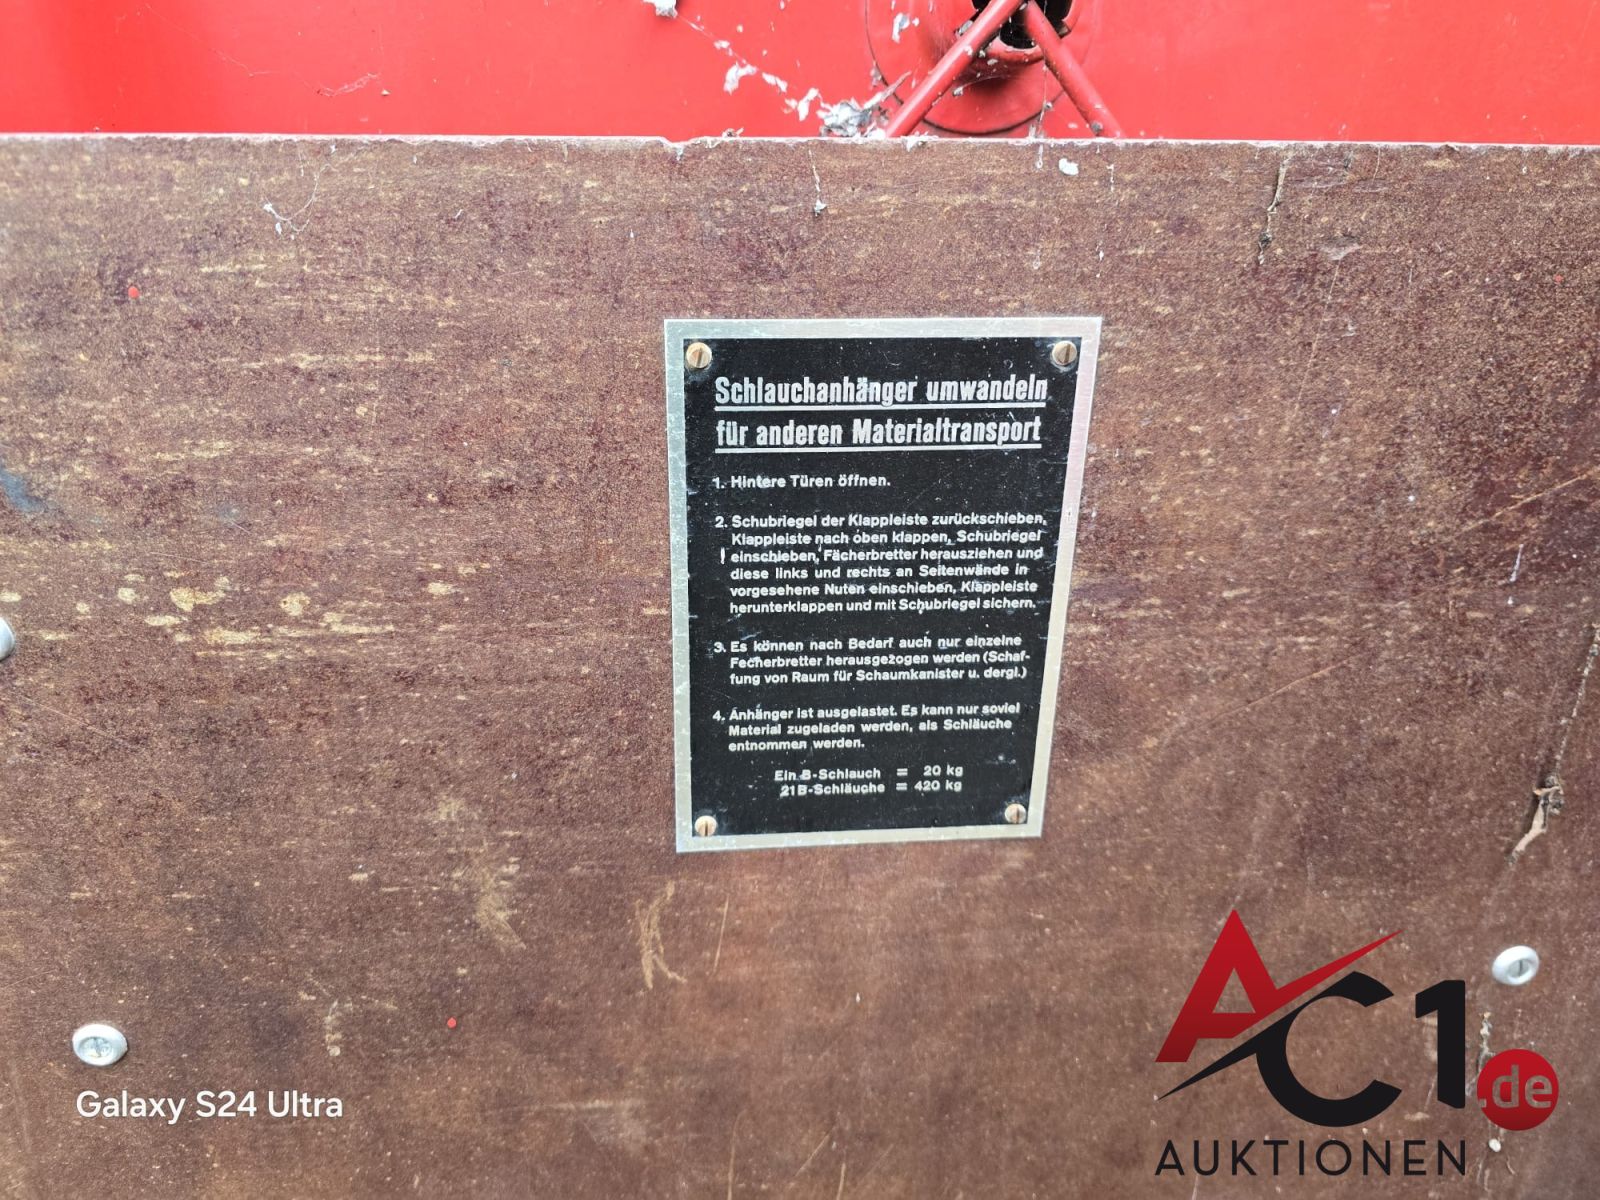 Schlauchanhänger umwandeln
für anderen Materialtransport
1. Hintere Türen öffnen.
2. Schubriegel der Klappleiste zurückschieben,
Klappleiste nach oben klappen, Schubriegel
einschieben, Fächerbretter herausziehen und
diese links und rechts an Seitenwände in
vorgesehene Nuten einschieben, Kläppleiste
herunterklappen und mit Schubriegel sichern.
3. Es können nach Bedarf auch nur einzelne
Fecherbretter herausgezogen werden (Schaf-
fung von Raum für Schaumkanister u. dergl.)
4. Anhänger ist ausgelastet. Es kann nur soviel
Material zugeladen werden, als Schläuche
entnommen werden.
Ein B-Schlauch = 20 kg
21 B-Schläuche = 420 kg
Galaxy S24 Ultra
AC1.de
AUKTIONEN